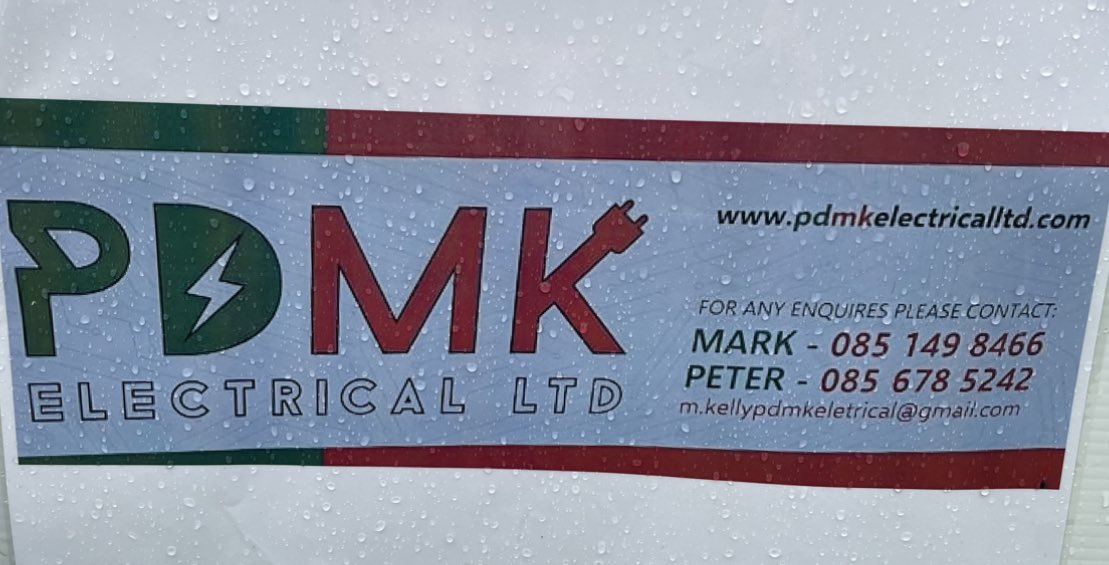 PDMK
ELECTRICAL LTD
www.pdmkelectricalltd.com
FOR ANY ENQUIRES PLEASE CONTACT:
MARK - 085 149 8466
PETER - 085 678 5242
m.kellypdmkeletrical@gmail.com